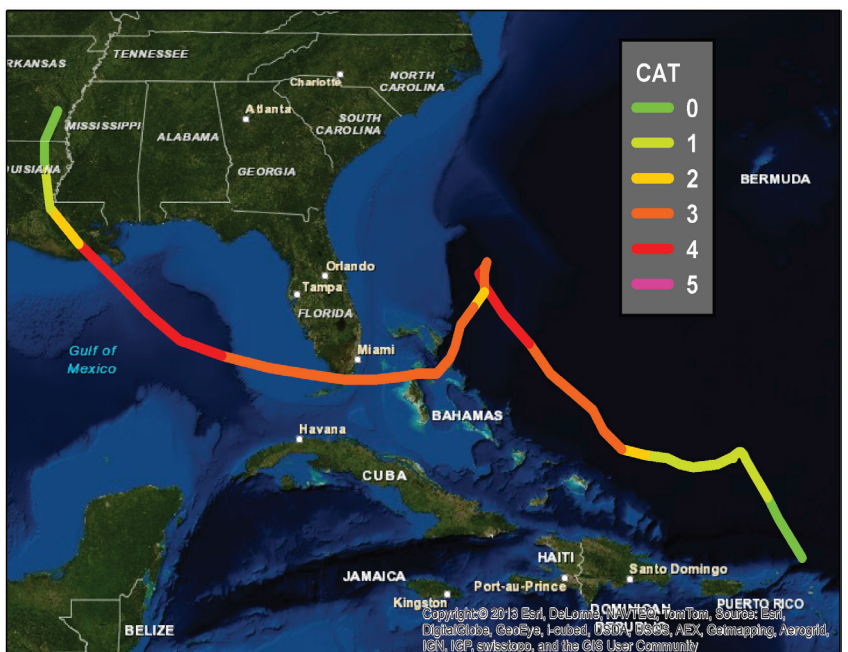 RKANSAS
TENNESSEE
Charlotte
NORTH
CAROLINA
Atlanta
MISSISSIPPI
ALABAMA
SOUTH
CAROLINA
GEORGIA
OUISIANA
CAT
0
1
2
3
4
5
BERMUDA
Orlando
Tampa
FLORIDA
Gulf of
Mexico
Miami
BAHAMAS
Havana
CUBA
HAITI
Santo Domingo
JAMAICA
Port-au-Prince
Kingston
PUERTO RICO
BELIZE
DOMINICAN
REPUBLIC
Copyright:© 2013 Esri, DeLorme, NAVTEQ, TomTom, Source: Esri,
DigitalGlobe, GeoEye, i-cubed, USDA, USGS, AEX, Getmapping, Aerogrid,
IGN, IGP, swisstopo, and the GIS User Community